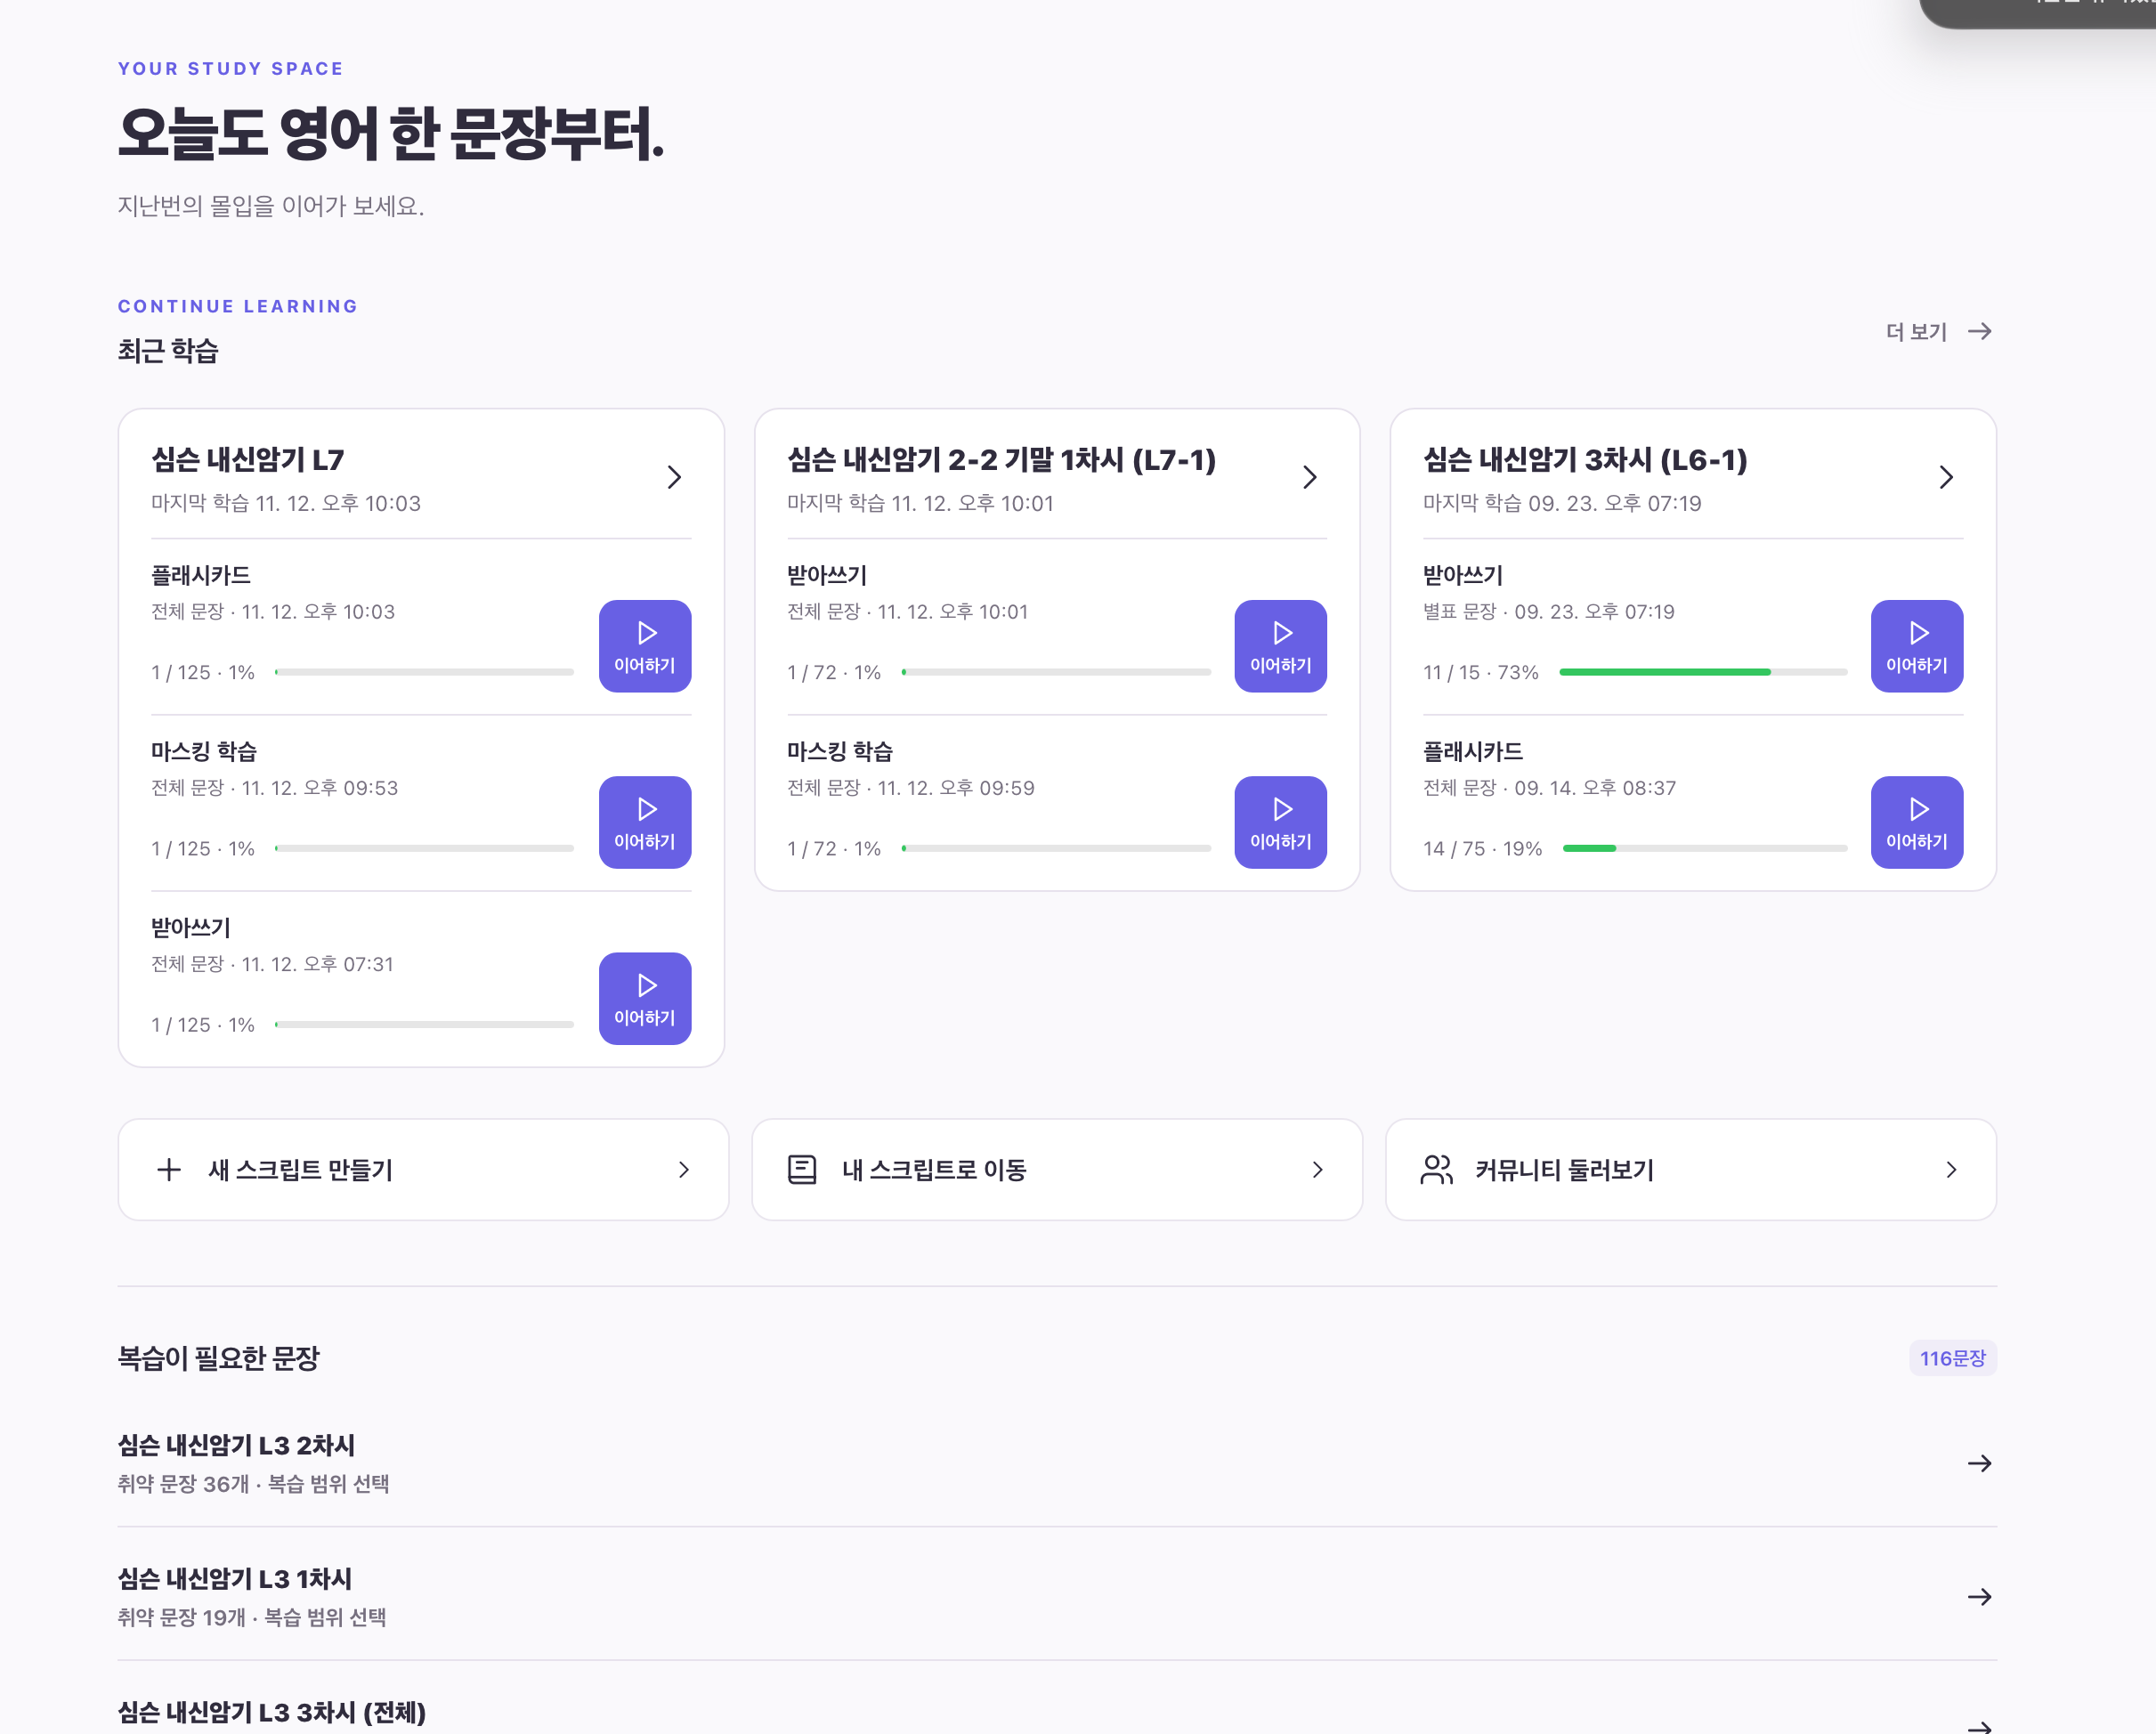 YOUR STUDY SPACE
오늘도 영어 한 문장부터.
지난번의 몰입을 이어가 보세요.
CONTINUE LEARNING
최근 학습
더 보기
심슨 내신암기 L7
마지막 학습 11. 12. 오후 10:03
플래시카드
전체 문장 · 11. 12. 오후 10:03
1 / 125 · 1%
이어하기
마스킹 학습
전체 문장 · 11. 12. 오후 09:53
1 / 125 · 1%
이어하기
받아쓰기
전체 문장 · 11. 12. 오후 07:31
1 / 125 · 1%
이어하기
심슨 내신암기 2-2 기말 1차시 (L7-1)
마지막 학습 11. 12. 오후 10:01
받아쓰기
전체 문장 · 11. 12. 오후 10:01
1 / 72 · 1%
이어하기
마스킹 학습
전체 문장 · 11. 12. 오후 09:59
1 / 72 · 1%
이어하기
심슨 내신암기 3차시 (L6-1)
마지막 학습 09. 23. 오후 07:19
받아쓰기
별표 문장 · 09. 23. 오후 07:19
11 / 15 · 73%
이어하기
플래시카드
전체 문장 · 09. 14. 오후 08:37
14 / 75 · 19%
이어하기
새 스크립트 만들기
내 스크립트로 이동
커뮤니티 둘러보기
복습이 필요한 문장
116문장
심슨 내신암기 L3 2차시
취약 문장 36개 · 복습 범위 선택
심슨 내신암기 L3 1차시
취약 문장 19개 · 복습 범위 선택
심슨 내신암기 L3 3차시 (전체)